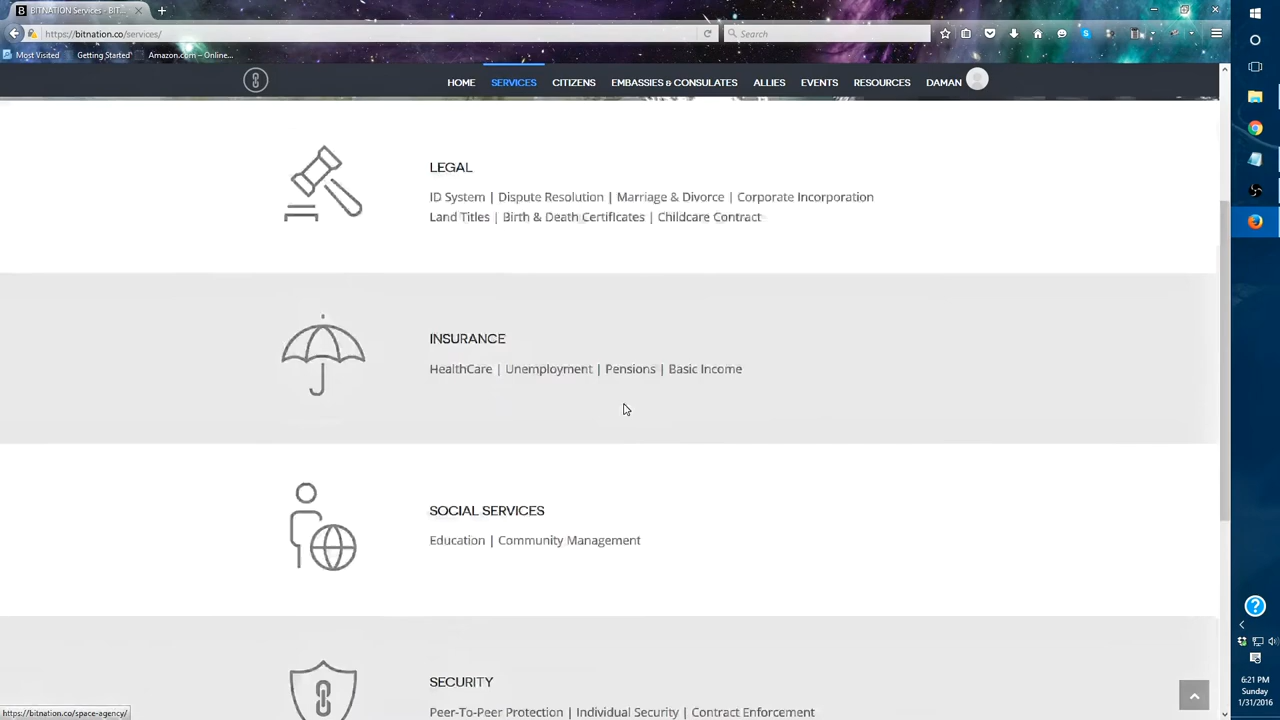 BITNATION Services - BIT...
https://bitnation.co/services/
Search
Most Visited
Getting Started
Amazon.com – Online...
HOME SERVICES CITIZENS EMBASSIES & CONSULATES ALLIES EVENTS RESOURCES DAMAN
LEGAL
ID System | Dispute Resolution | Marriage & Divorce | Corporate Incorporation
Land Titles | Birth & Death Certificates | Childcare Contract
INSURANCE
HealthCare | Unemployment | Pensions | Basic Income
SOCIAL SERVICES
Education | Community Management
SECURITY
Peer-To-Peer Protection | Individual Security | Contract Enforcement
https://bitnation.co/space-agency/
6:21 PM
Sunday
1/31/2016